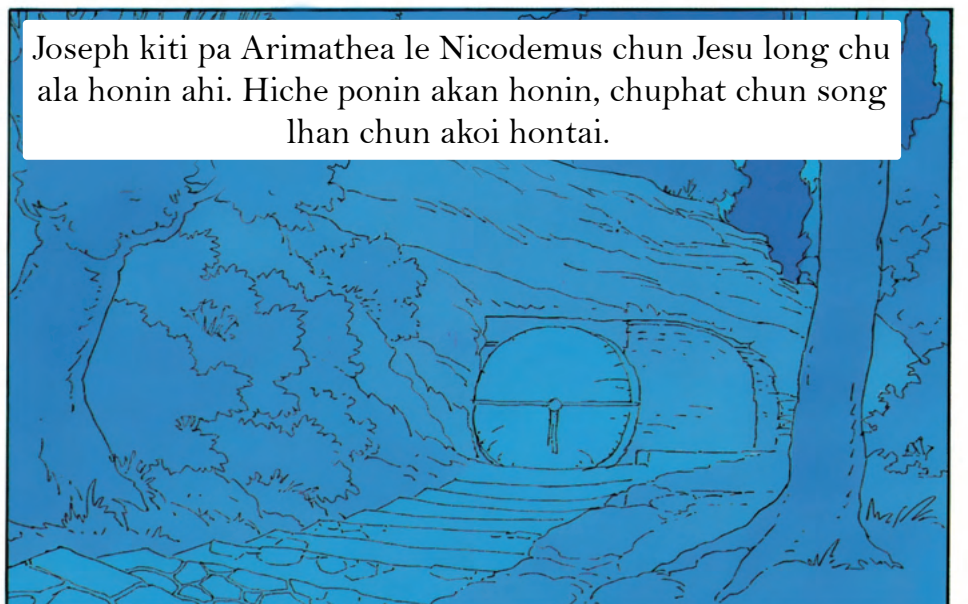 Joseph kiti pa Arimathea le Nicodemus chun Jesu long chu
ala honin ahi. Hiche ponin akan honin, chuphat chun song
lhan chun akoi hontai.